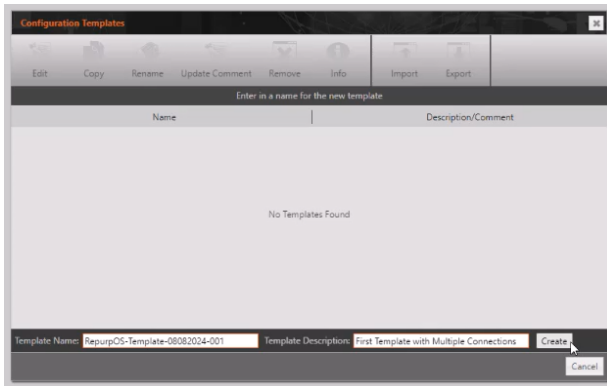 Configuration Templates
Edit Copy Rename Update Comment Remove Info Import Export
Enter in a name for the new template
Name Description/Comment
No Templates Found
Template Name: RepurpOS-Template-08082024-001 Template Description: First Template with Multiple Connections Create
Cancel